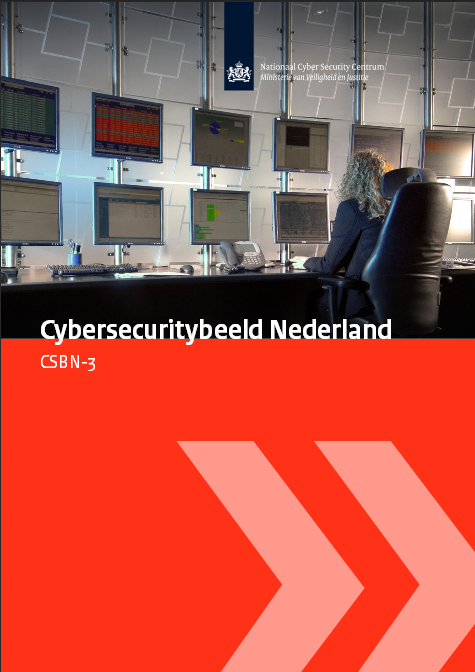 Nationaal Cyber Security Centrum
Ministerie van Veiligheid en Justitie
Cybersecuritybeeld Nederland
CSBN-3